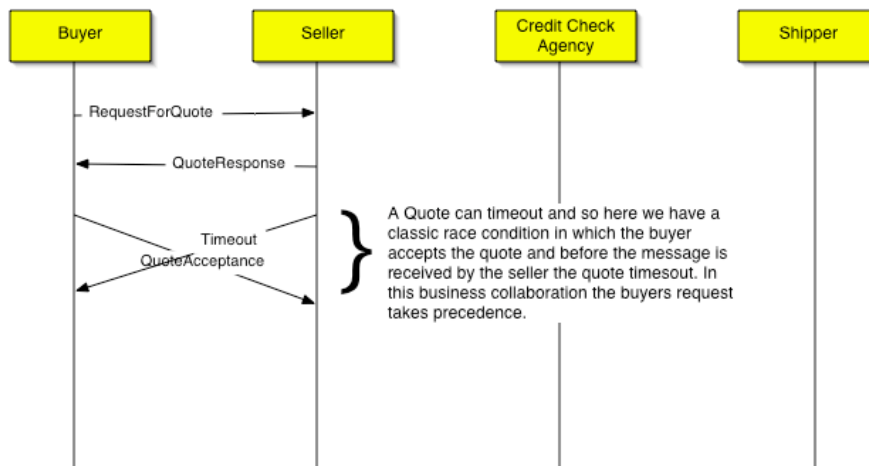 Buyer
Seller
Credit Check
Agency
Shipper
RequestForQuote
QuoteResponse
Timeout
QuoteAcceptance
A Quote can timeout and so here we have a
classic race condition in which the buyer
accepts the quote and before the message is
received by the seller the quote timesout. In
this business collaboration the buyers request
takes precedence.